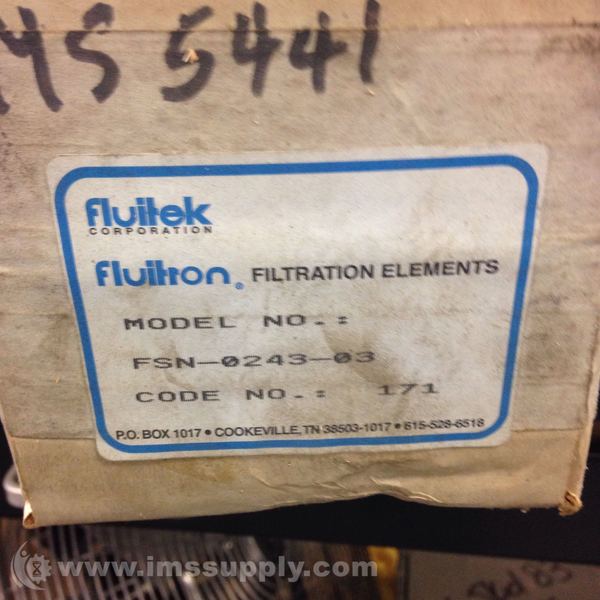 5441
fluitek
CORPORATION
fluitron® FILTRATION ELEMENTS
MODEL NO.:
FSN-0243-03
CODE NO.: 171
P.O. BOX 1017 • COOKEVILLE, TN 38503-1017 • 615-528-6518
www.imssupply.com